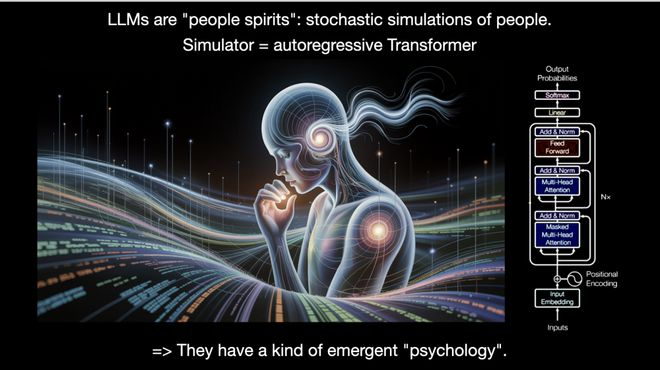 LLMs are "people spirits": stochastic simulations of people.
Simulator = autoregressive Transformer
Output
Probabilities
Softmax
Linear
Add & Norm
Feed
Forward
Add & Norm
Multi-Head
Attention
N×
Add & Norm
Masked
Multi-Head
Attention
Positional
Encoding
Input
Embedding
Inputs
=> They have a kind of emergent "psychology".